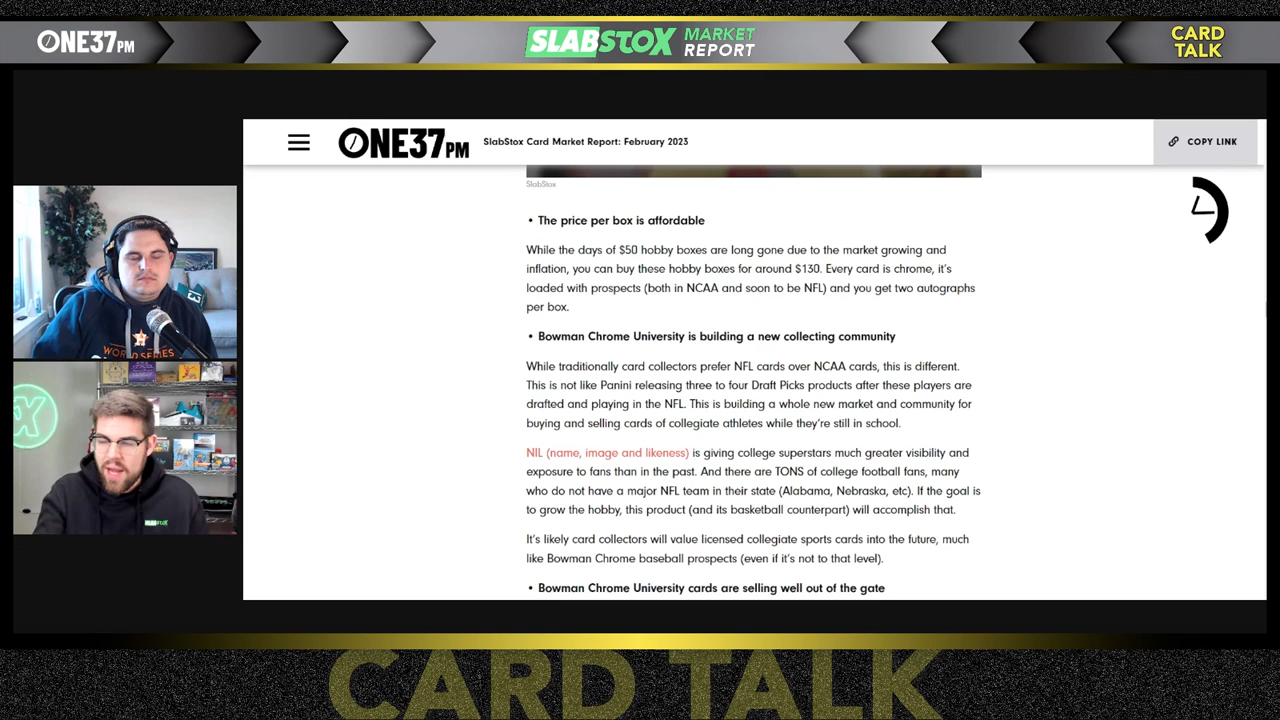 ONE37PM
SLABSTOX MARKET REPORT
CARD TALK
ONE37PM
SlabStox Card Market Report: February 2023
COPY LINK
SlabStox
• The price per box is affordable
While the days of $50 hobby boxes are long gone due to the market growing and
inflation, you can buy these hobby boxes for around $130. Every card is chrome, it's
loaded with prospects (both in NCAA and soon to be NFL) and you get two autographs
per box.
• Bowman Chrome University is building a new collecting community
While traditionally card collectors prefer NFL cards over NCAA cards, this is different.
This is not like Panini releasing three to four Draft Picks products after these players are
drafted and playing in the NFL. This is building a whole new market and community for
buying and selling cards of collegiate athletes while they're still in school.
NIL (name, image and likeness) is giving college superstars much greater visibility and
exposure to fans than in the past. And there are TONS of college football fans, many
who do not have a major NFL team in their state (Alabama, Nebraska, etc). If the goal is
to grow the hobby, this product (and its basketball counterpart) will accomplish that.
It's likely card collectors will value licensed collegiate sports cards into the future, much
like Bowman Chrome baseball prospects (even if it's not to that level).
• Bowman Chrome University cards are selling well out of the gate
WORLD SERIES
SLABSTOX
CARD TALK